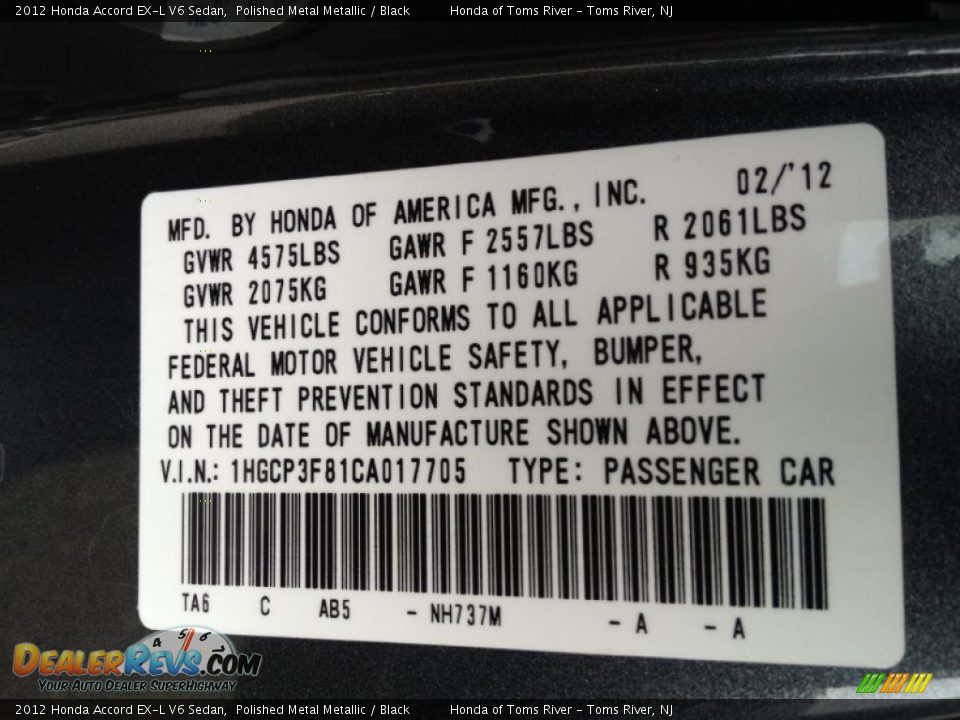 2012 Honda Accord EX-L V6 Sedan, Polished Metal Metallic / Black Honda of Toms River - Toms River, NJ
MFD. BY HONDA OF AMERICA MFG., INC. 02/'12
GVWR 4575LBS GAWR F 2557LBS R 2061LBS
GVWR 2075KG GAWR F 1160KG R 935KG
THIS VEHICLE CONFORMS TO ALL APPLICABLE
FEDERAL MOTOR VEHICLE SAFETY, BUMPER,
AND THEFT PREVENTION STANDARDS IN EFFECT
ON THE DATE OF MANUFACTURE SHOWN ABOVE.
V.I.N.: 1HGCP3F81CA017705 TYPE: PASSENGER CAR
TA6 C AB5 - NH737M - A - A
4 5 6
DEALERREVS.COM
YOUR AUTO DEALER SUPERHIGHWAY
2012 Honda Accord EX-L V6 Sedan, Polished Metal Metallic / Black Honda of Toms River - Toms River, NJ